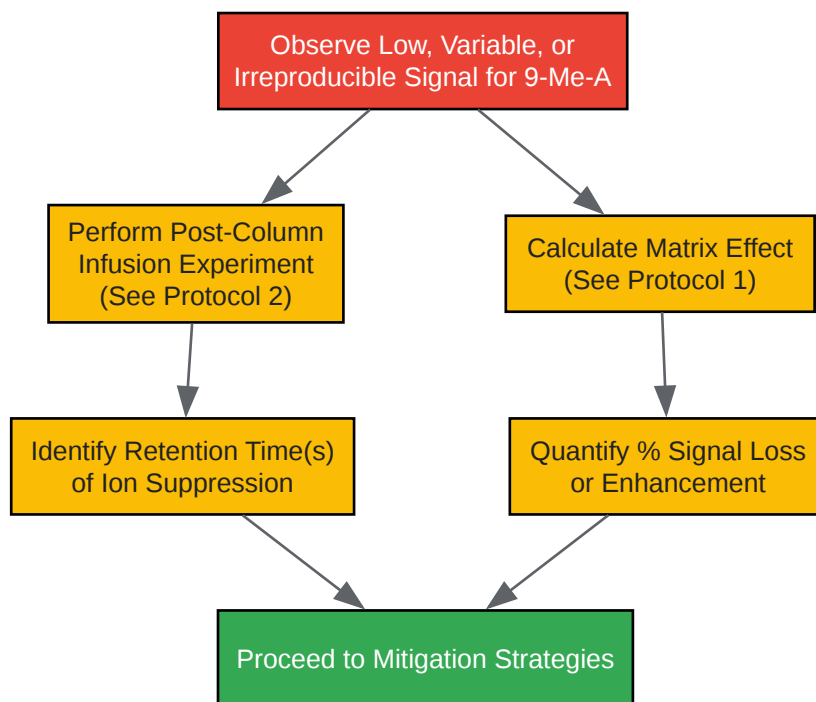 Observe Low, Variable, or
Irreproducible Signal for 9-Me-A
Perform Post-Column
Infusion Experiment
(See Protocol 2)
Calculate Matrix Effect
(See Protocol 1)
Identify Retention Time(s)
of Ion Suppression
Quantify % Signal Loss
or Enhancement
Proceed to Mitigation Strategies